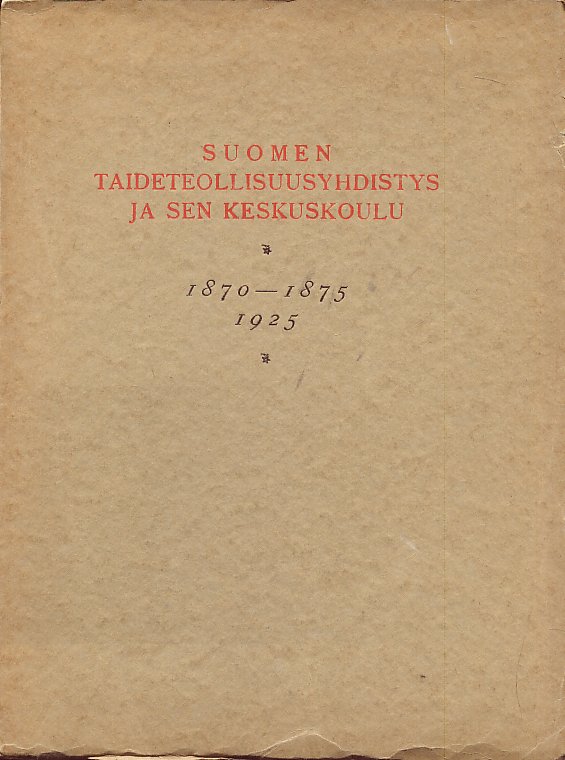 SUOMEN
TAIDETEOLLISUUSYHDISTYS
JA SEN KESKUSKOULU
1870—1875
1925